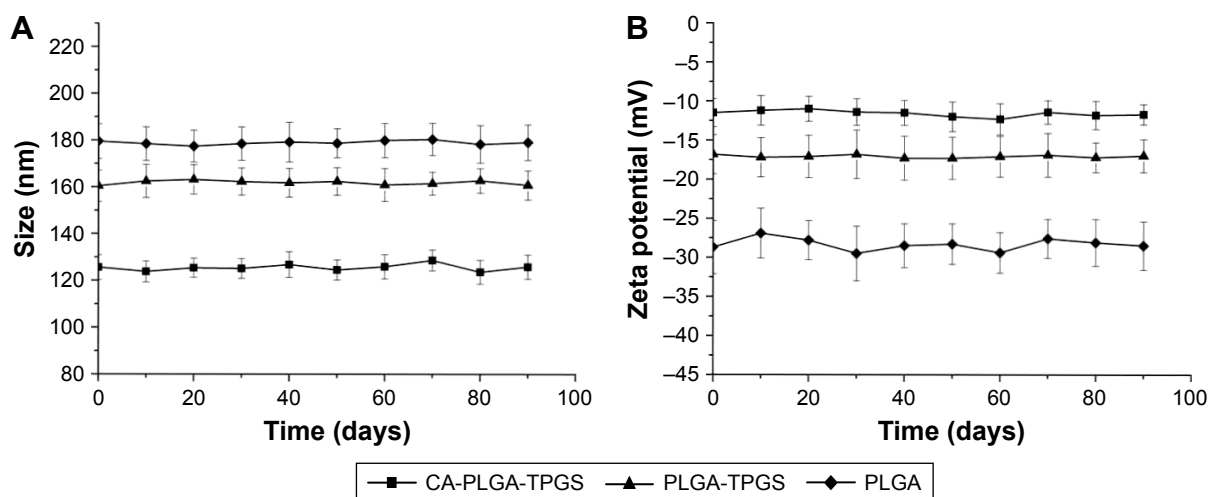 A
220
200
180
160
140
120
100
80
Size (nm)
0 20 40 60 80 100
Time (days)
B
0
–5
–10
–15
–20
–25
–30
–35
–40
–45
Zeta potential (mV)
0 20 40 60 80 100
Time (days)
CA-PLGA-TPGS PLGA-TPGS PLGA